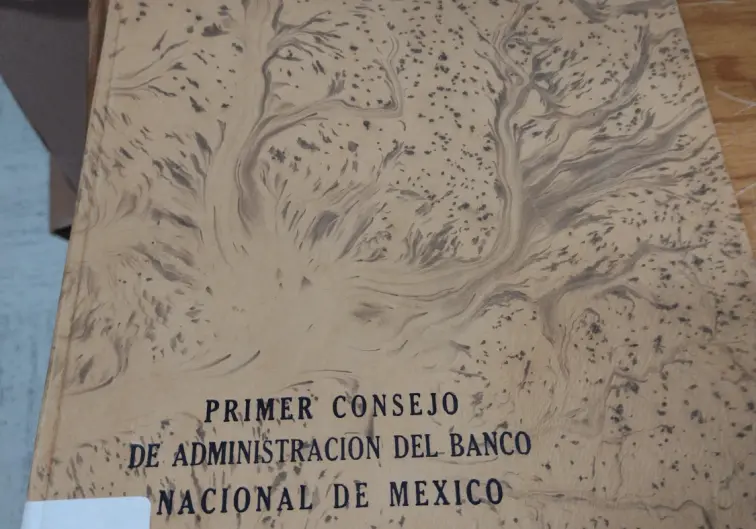 PRIMER CONSEJO
DE ADMINISTRACION DEL BANCO
NACIONAL DE MEXICO